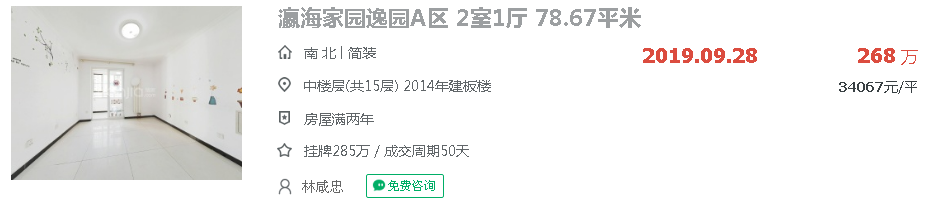 瀛海家园逸园A区 2室1厅 78.67平米
南 北 | 简装
2019.09.28
268 万
中楼层(共15层) 2014年建板楼
34067元/平
房屋满两年
挂牌285万 / 成交周期50天
林咸忠
免费咨询